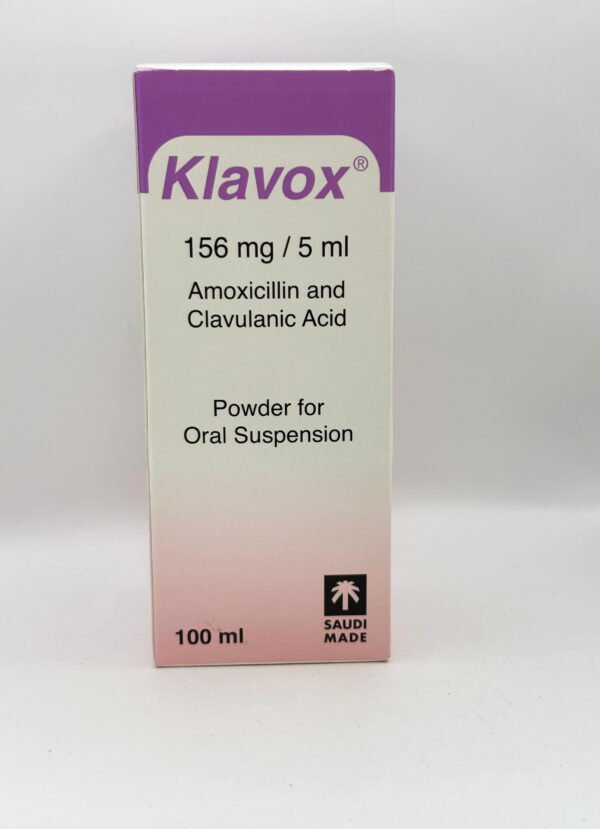 Klavox®
156 mg / 5 ml
Amoxicillin and
Clavulanic Acid
Powder for
Oral Suspension
100 ml
SAUDI
MADE